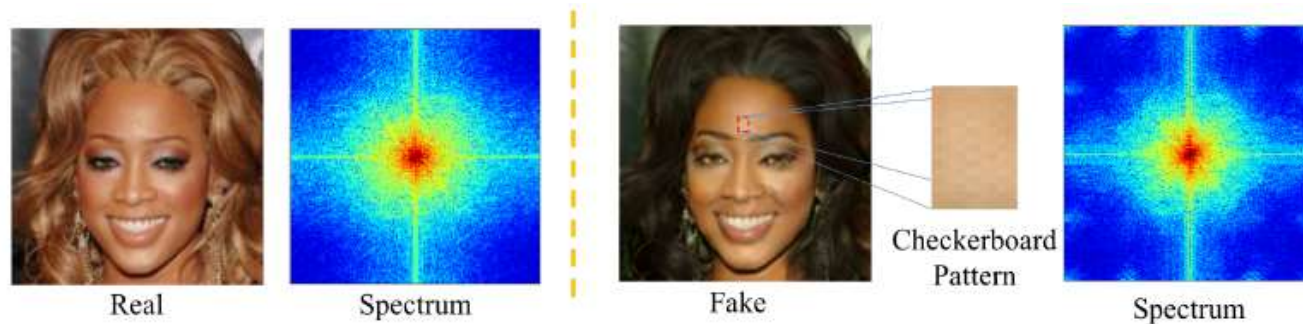 Real
Spectrum
Fake
Checkerboard
Pattern
Spectrum